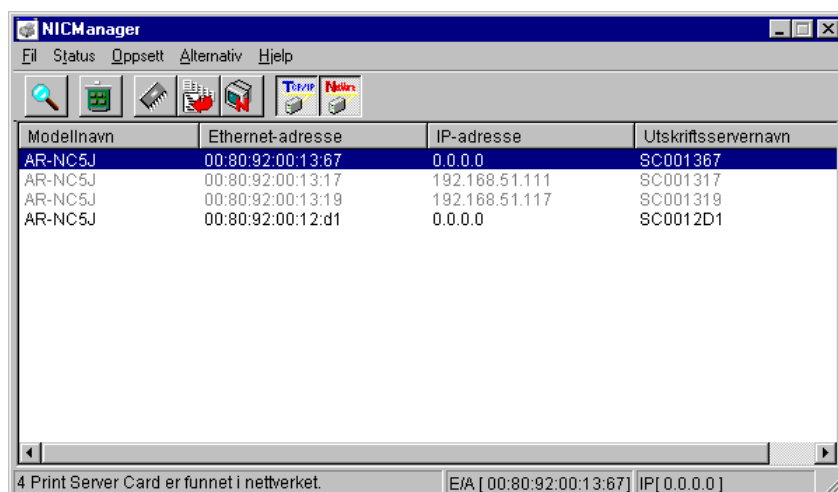 NICManager
Fil Status Oppsett Alternativ Hjelp
TCP/IP NetWare
Modellnavn Ethernet-adresse IP-adresse Utskriftsservernavn
AR-NC5J 00:80:92:00:13:67 0.0.0.0 SC001367
AR-NC5J 00:80:92:00:13:17 192.168.51.111 SC001317
AR-NC5J 00:80:92:00:13:19 192.168.51.117 SC001319
AR-NC5J 00:80:92:00:12:d1 0.0.0.0 SC0012D1
4 Print Server Card er funnet i nettverket. E/A [ 00:80:92:00:13:67] IP[ 0.0.0.0 ]